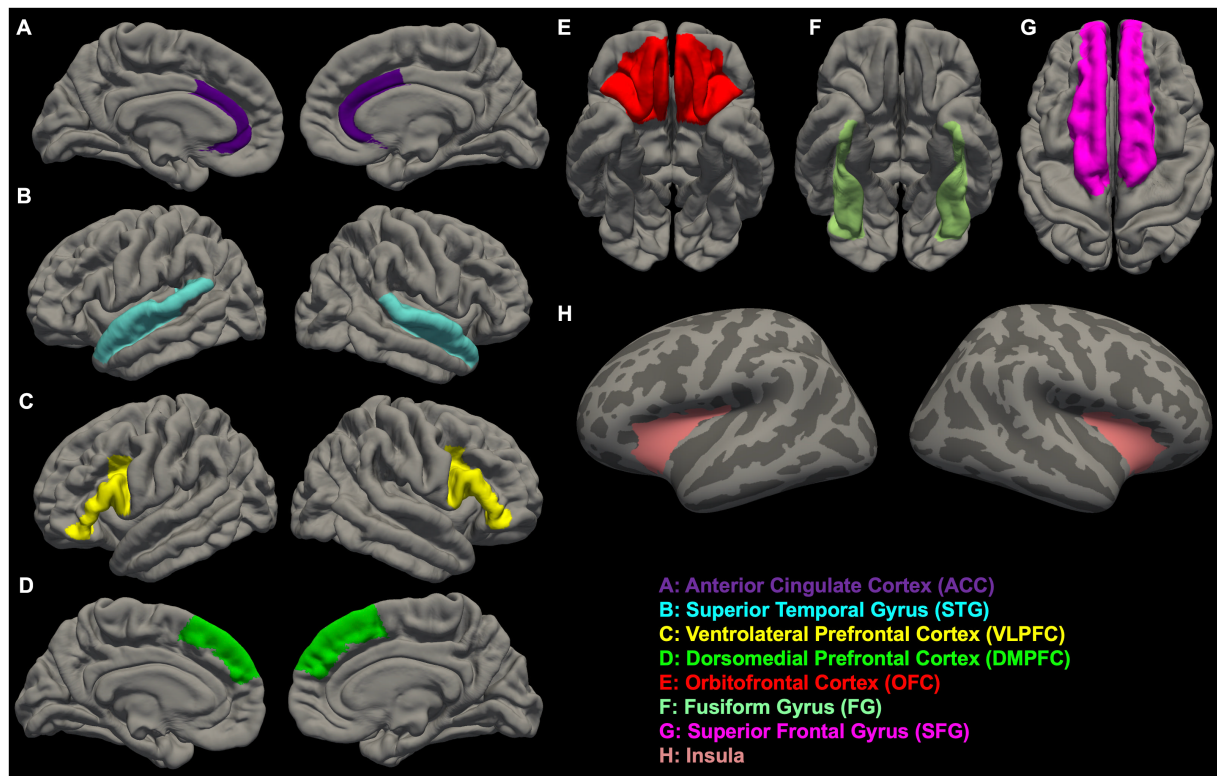 A
B
C
D
E
F
G
H
A: Anterior Cingulate Cortex (ACC)
B: Superior Temporal Gyrus (STG)
C: Ventrolateral Prefrontal Cortex (VLPFC)
D: Dorsomedial Prefrontal Cortex (DMPFC)
E: Orbitofrontal Cortex (OFC)
F: Fusiform Gyrus (FG)
G: Superior Frontal Gyrus (SFG)
H: Insula